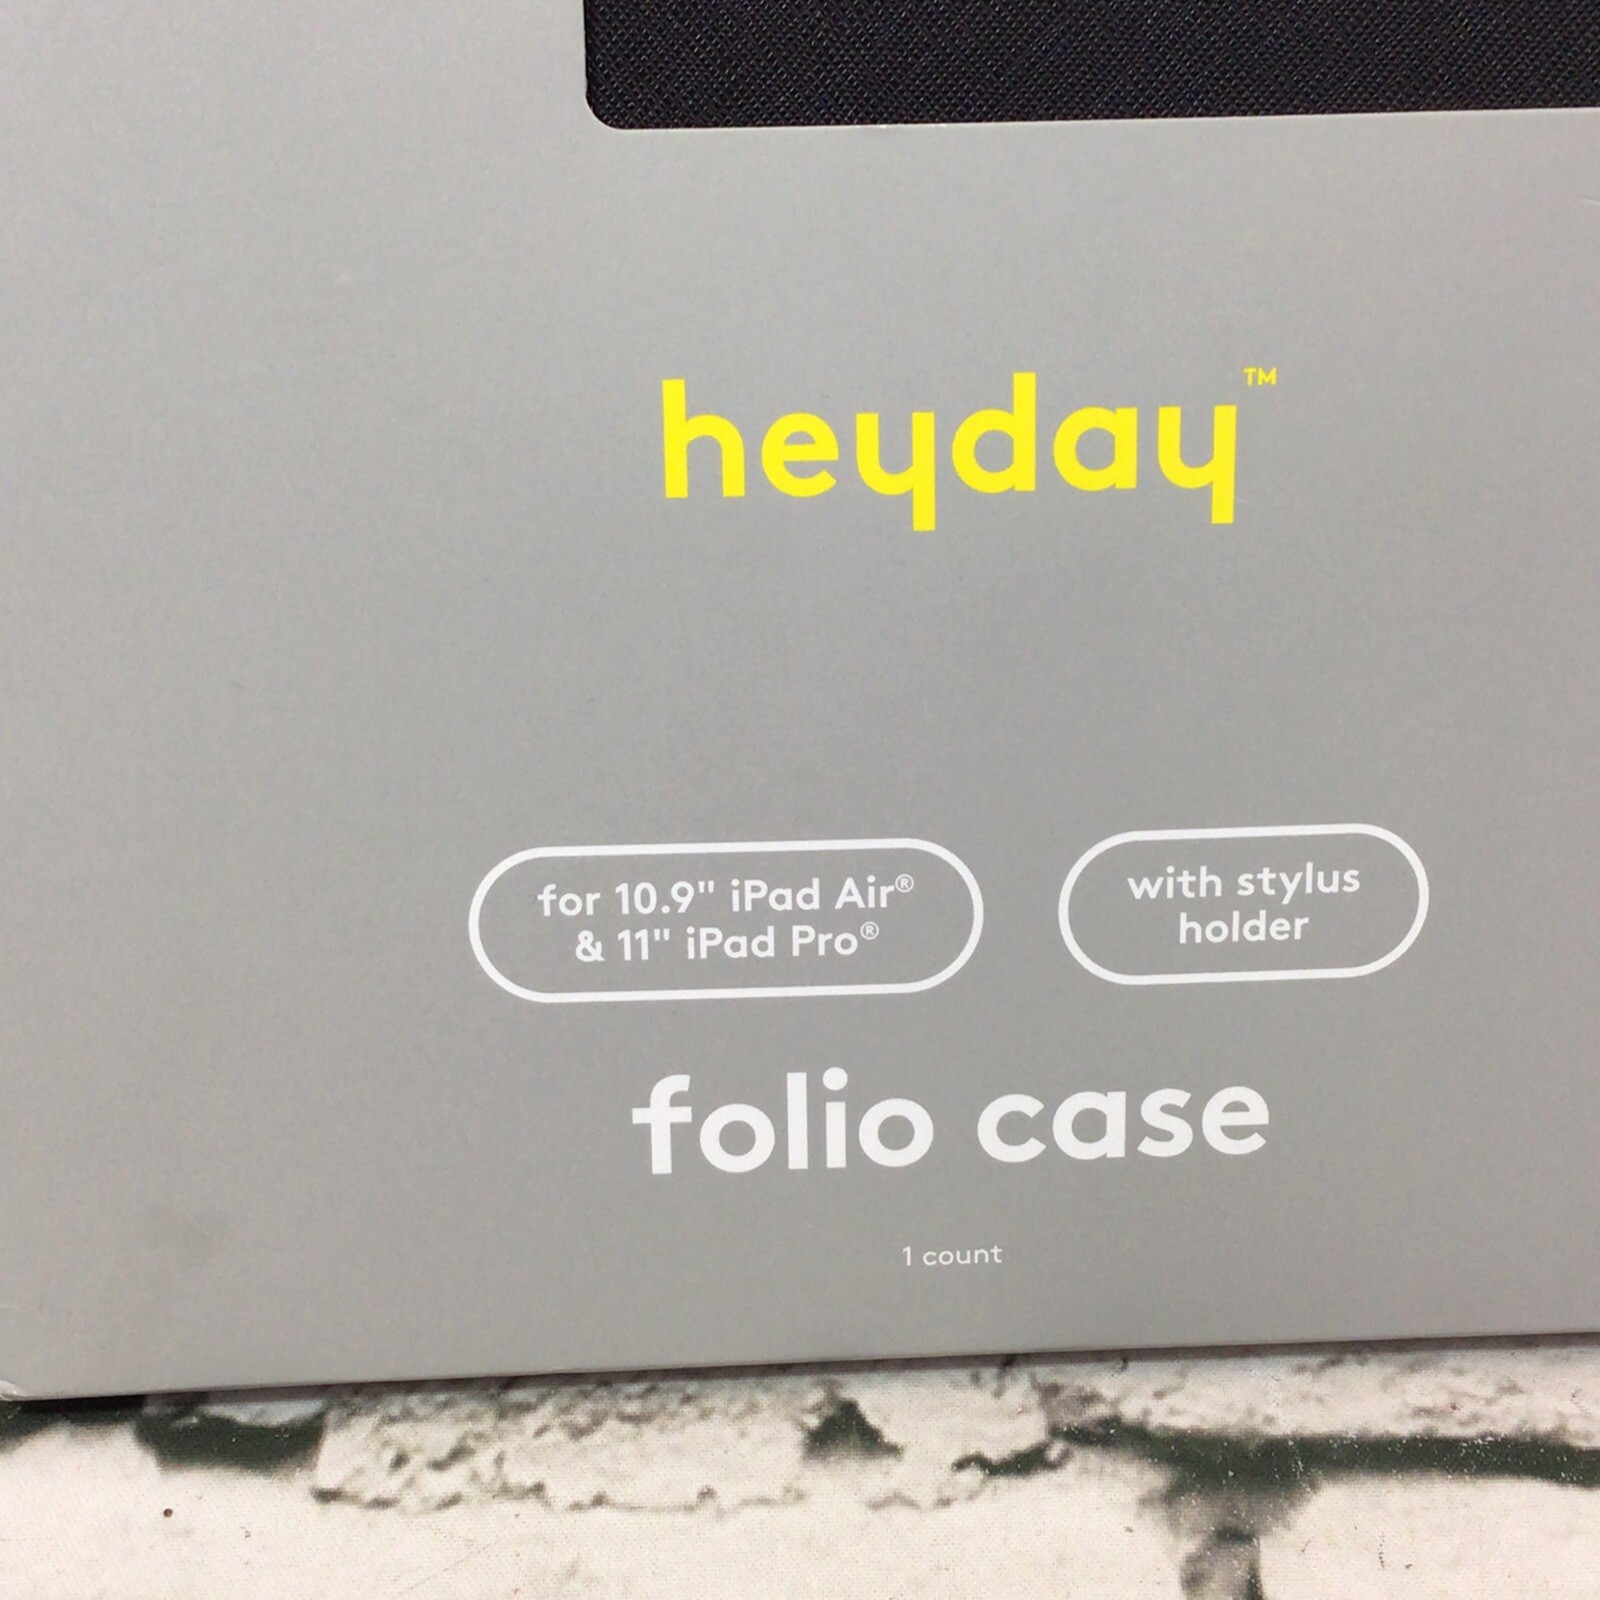 heyday™
for 10.9" iPad Air®
& 11" iPad Pro®
with stylus
holder
folio case
1 count